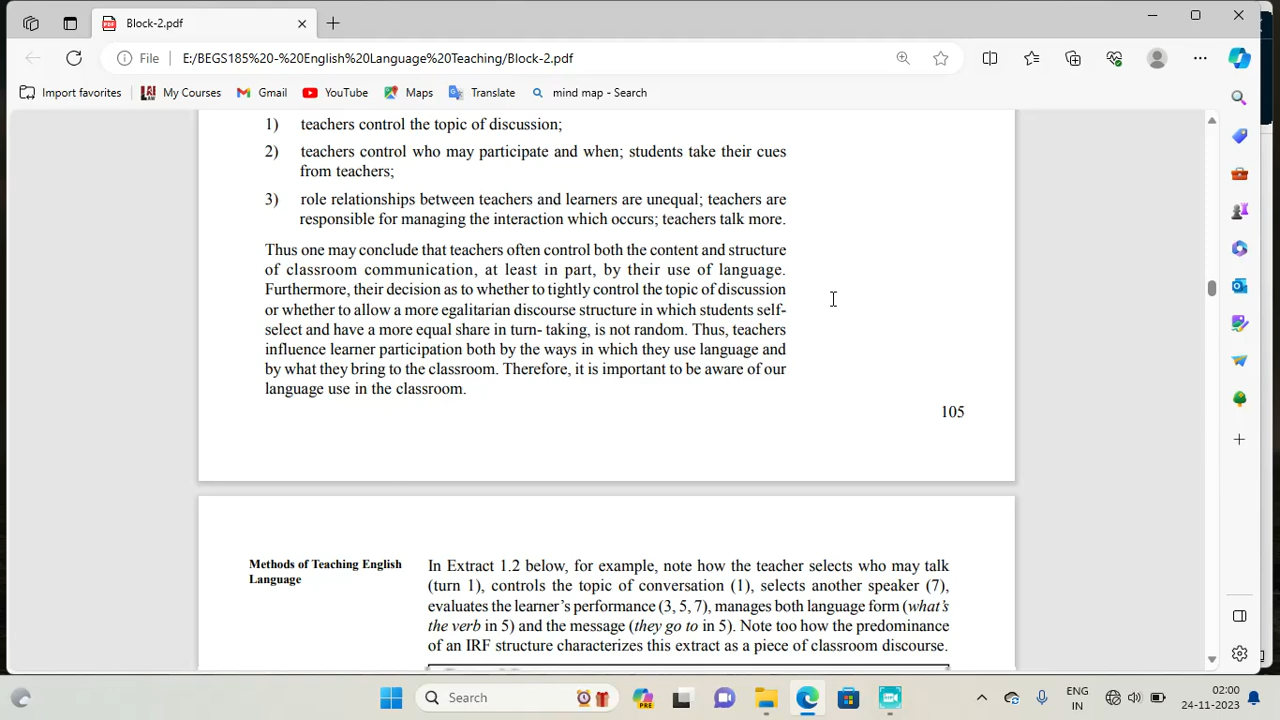 Block-2.pdf
File E:/BEGS185%20-%20English%20Language%20Teaching/Block-2.pdf
Import favorites My Courses Gmail YouTube Maps Translate mind map - Search
1) teachers control the topic of discussion;
2) teachers control who may participate and when; students take their cues
from teachers;
3) role relationships between teachers and learners are unequal; teachers are
responsible for managing the interaction which occurs; teachers talk more.
Thus one may conclude that teachers often control both the content and structure
of classroom communication, at least in part, by their use of language.
Furthermore, their decision as to whether to tightly control the topic of discussion
or whether to allow a more egalitarian discourse structure in which students self-
select and have a more equal share in turn- taking, is not random. Thus, teachers
influence learner participation both by the ways in which they use language and
by what they bring to the classroom. Therefore, it is important to be aware of our
language use in the classroom.
105
Methods of Teaching English
Language
In Extract 1.2 below, for example, note how the teacher selects who may talk
(turn 1), controls the topic of conversation (1), selects another speaker (7),
evaluates the learner's performance (3, 5, 7), manages both language form (what's
the verb in 5) and the message (they go to in 5). Note too how the predominance
of an IRF structure characterizes this extract as a piece of classroom discourse.
Search
PRE
ENG
IN
02:00
24-11-2023